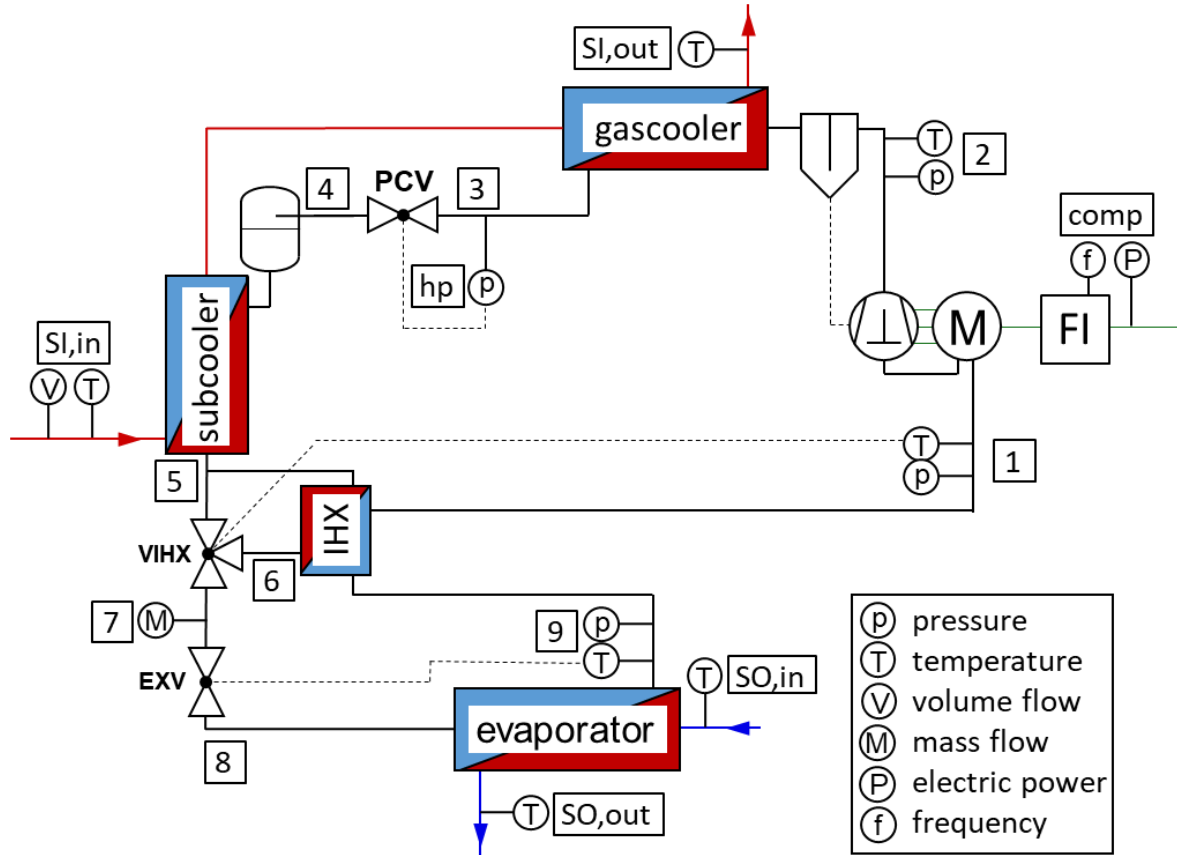 SI,out
T
gascooler
T
2
p
4
PCV
3
comp
hp
p
f
P
subcooler
M
FI
SI,in
V
T
T
1
p
5
IHX
VIHX
6
7
M
9
p
T
T
SO,in
EXV
evaporator
8
T
SO,out
p pressure
T temperature
V volume flow
M mass flow
P electric power
f frequency